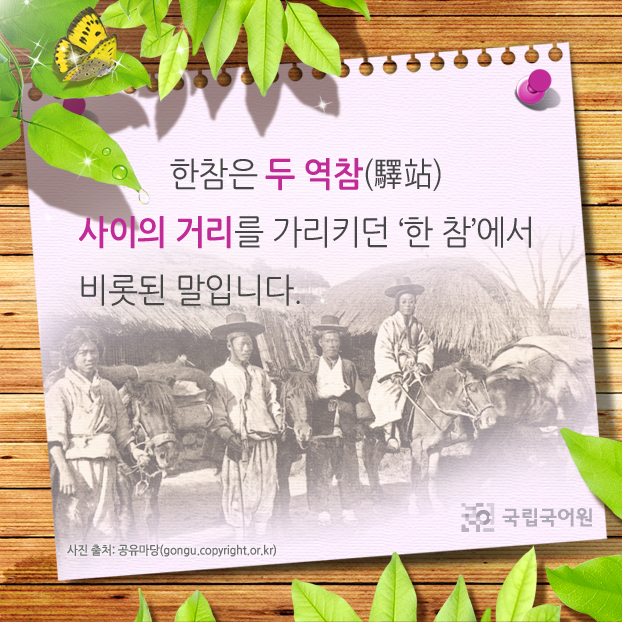 한참은 두 역참(驛站)
사이의 거리를 가리키던 ‘한 참’에서
비롯된 말입니다.
국립국어원
사진 출처: 공유마당(gongu.copyright.or.kr)